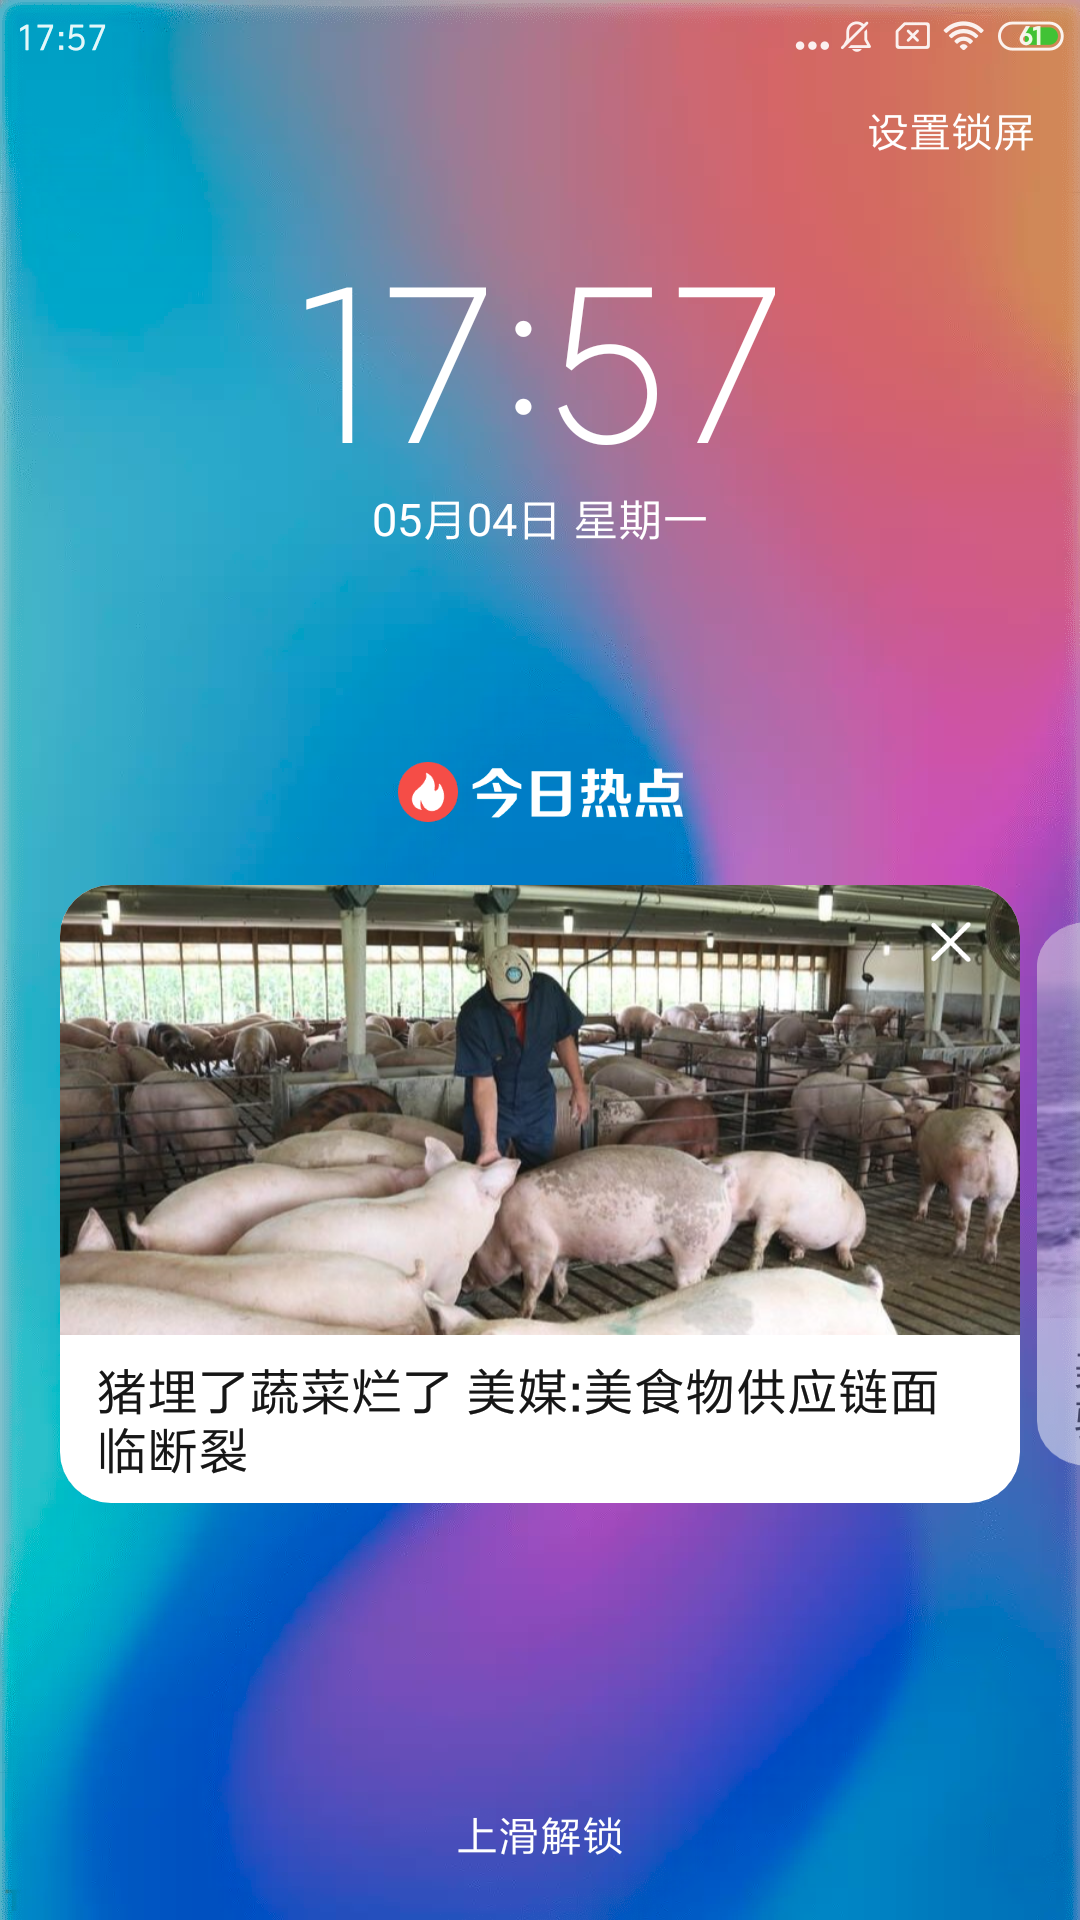 17:57
61
设置锁屏
17:57
05月04日 星期一
今日热点
猪埋了蔬菜烂了 美媒:美食物供应链面
临断裂
上滑解锁